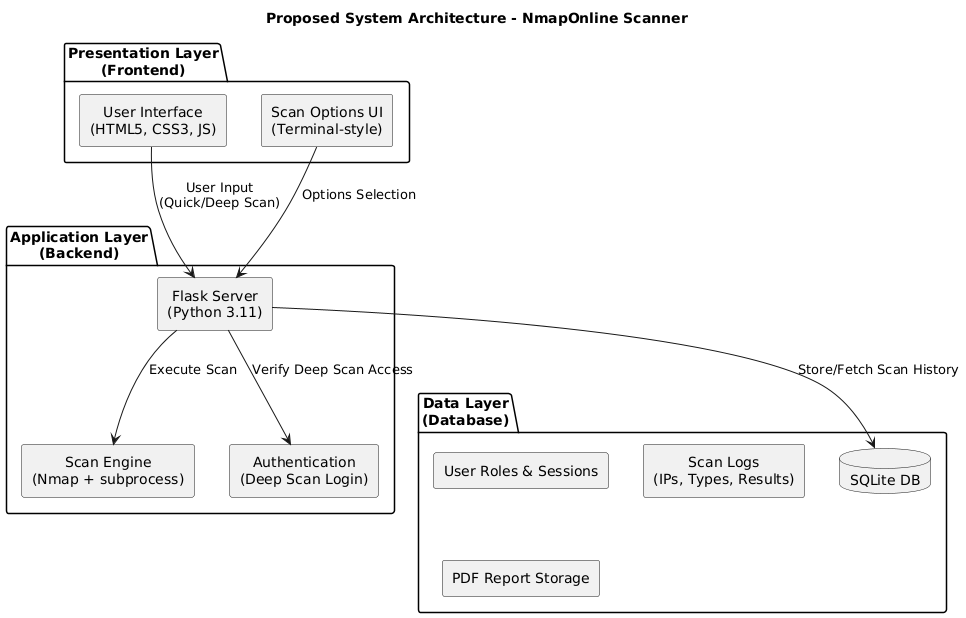 Proposed System Architecture - NmapOnline Scanner
Presentation Layer
(Frontend)
User Interface
(HTML5, CSS3, JS)
Scan Options UI
(Terminal-style)
User Input
(Quick/Deep Scan)
Options Selection
Application Layer
(Backend)
Flask Server
(Python 3.11)
Execute Scan
Verify Deep Scan Access
Store/Fetch Scan History
Scan Engine
(Nmap + subprocess)
Authentication
(Deep Scan Login)
Data Layer
(Database)
User Roles & Sessions
Scan Logs
(IPs, Types, Results)
SQLite DB
PDF Report Storage